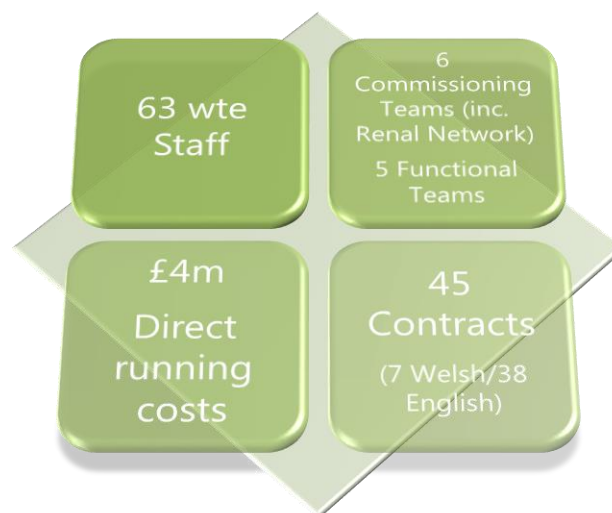 63 wte
Staff
6
Commissioning
Teams (inc.
Renal Network)
5 Functional
Teams
£4m
Direct
running
costs
45
Contracts
(7 Welsh/38
English)